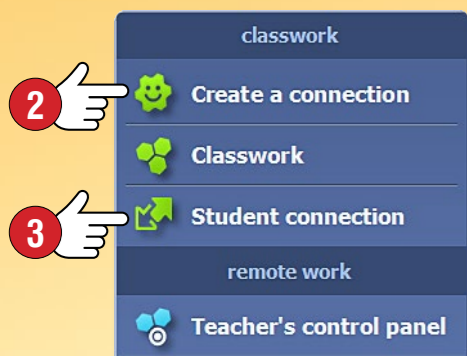 classwork
2
Create a connection
Classwork
3
Student connection
remote work
Teacher's control panel